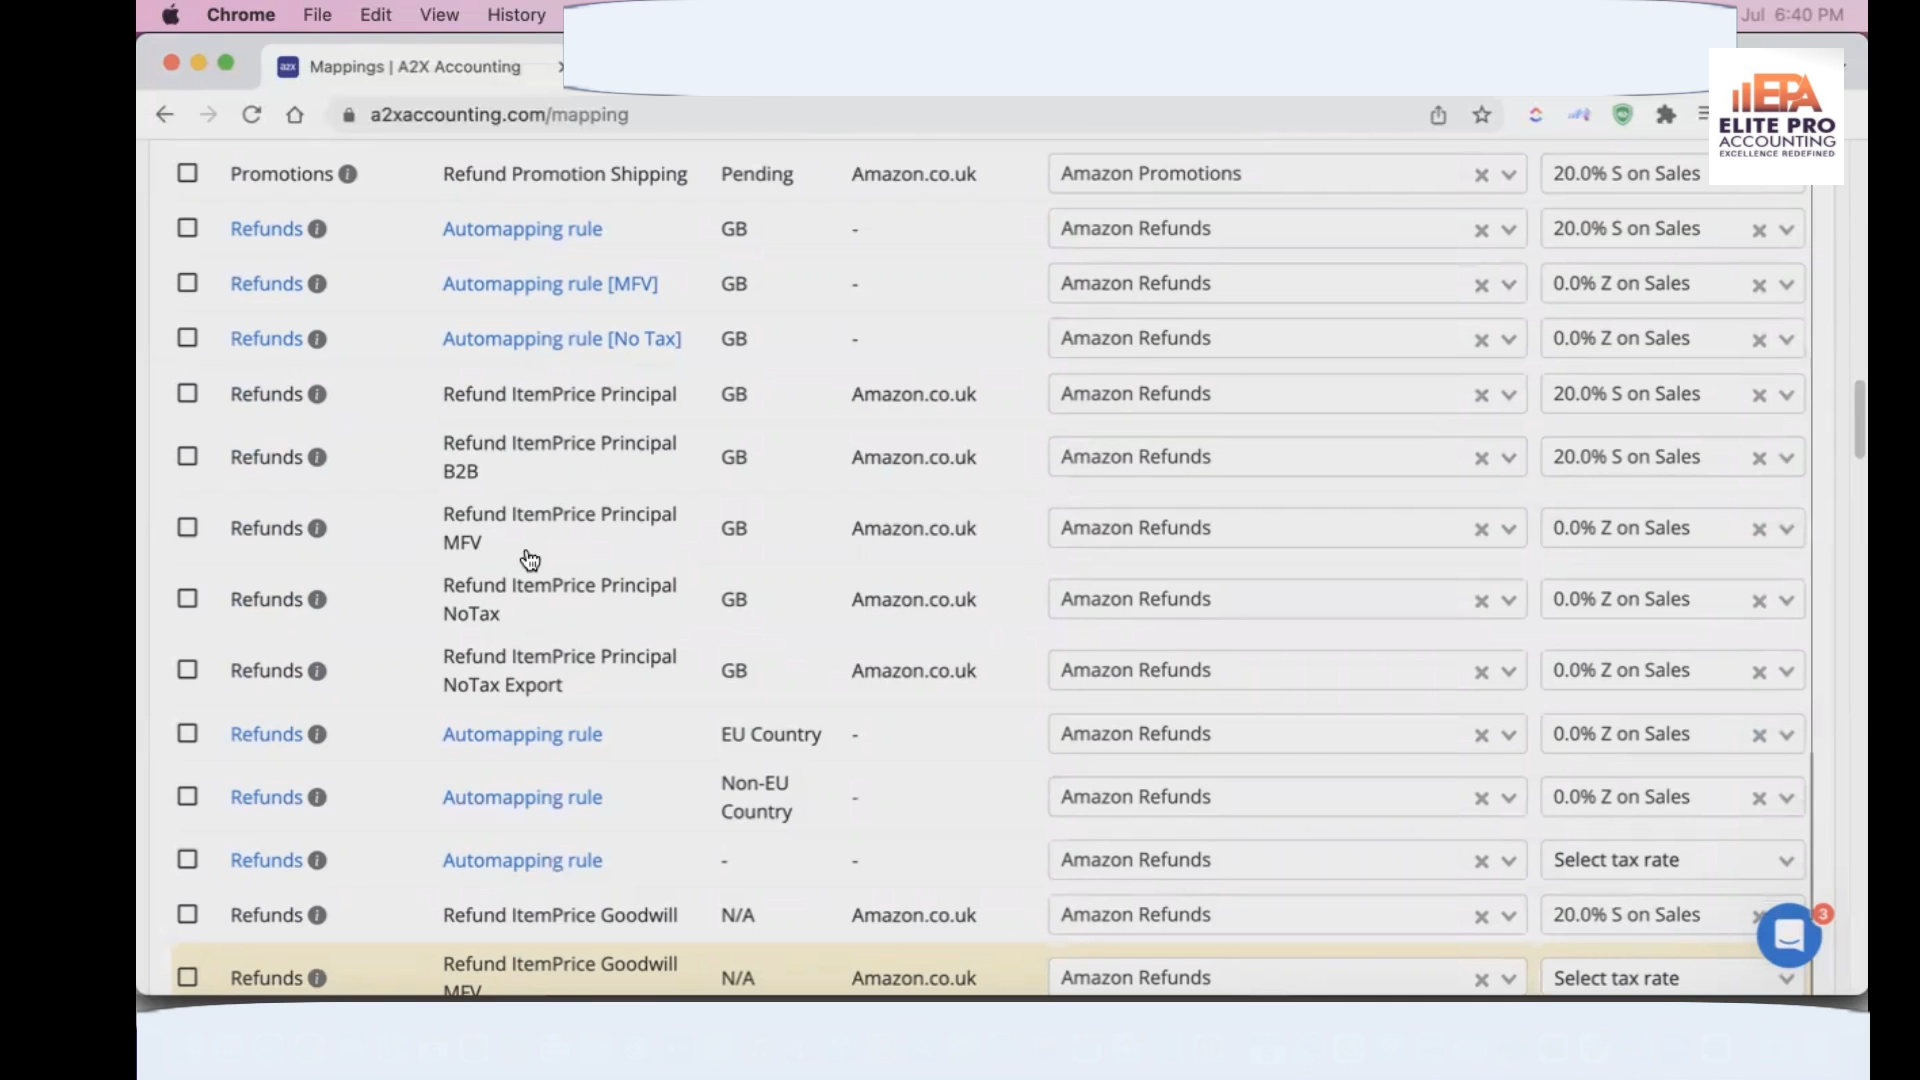 Chrome File Edit View History Jul 6:40 PM
a2x Mappings | A2X Accounting
a2xaccounting.com/mapping
EPA
ELITE PRO
ACCOUNTING
EXCELLENCE REDEFINED
Promotions Refund Promotion Shipping Pending Amazon.co.uk Amazon Promotions 20.0% S on Sales
Refunds Automapping rule GB - Amazon Refunds 20.0% S on Sales
Refunds Automapping rule [MFV] GB - Amazon Refunds 0.0% Z on Sales
Refunds Automapping rule [No Tax] GB - Amazon Refunds 0.0% Z on Sales
Refunds Refund ItemPrice Principal GB Amazon.co.uk Amazon Refunds 20.0% S on Sales
Refund ItemPrice Principal
Refunds B2B GB Amazon.co.uk Amazon Refunds 20.0% S on Sales
Refund ItemPrice Principal
Refunds MFV GB Amazon.co.uk Amazon Refunds 0.0% Z on Sales
Refund ItemPrice Principal
Refunds NoTax GB Amazon.co.uk Amazon Refunds 0.0% Z on Sales
Refund ItemPrice Principal
Refunds NoTax Export GB Amazon.co.uk Amazon Refunds 0.0% Z on Sales
Refunds Automapping rule EU Country - Amazon Refunds 0.0% Z on Sales
Non-EU
Refunds Automapping rule Country - Amazon Refunds 0.0% Z on Sales
Refunds Automapping rule - - Amazon Refunds Select tax rate
Refunds Refund ItemPrice Goodwill N/A Amazon.co.uk Amazon Refunds 20.0% S on Sales
3
Refund ItemPrice Goodwill
Refunds MFV N/A Amazon.co.uk Amazon Refunds Select tax rate